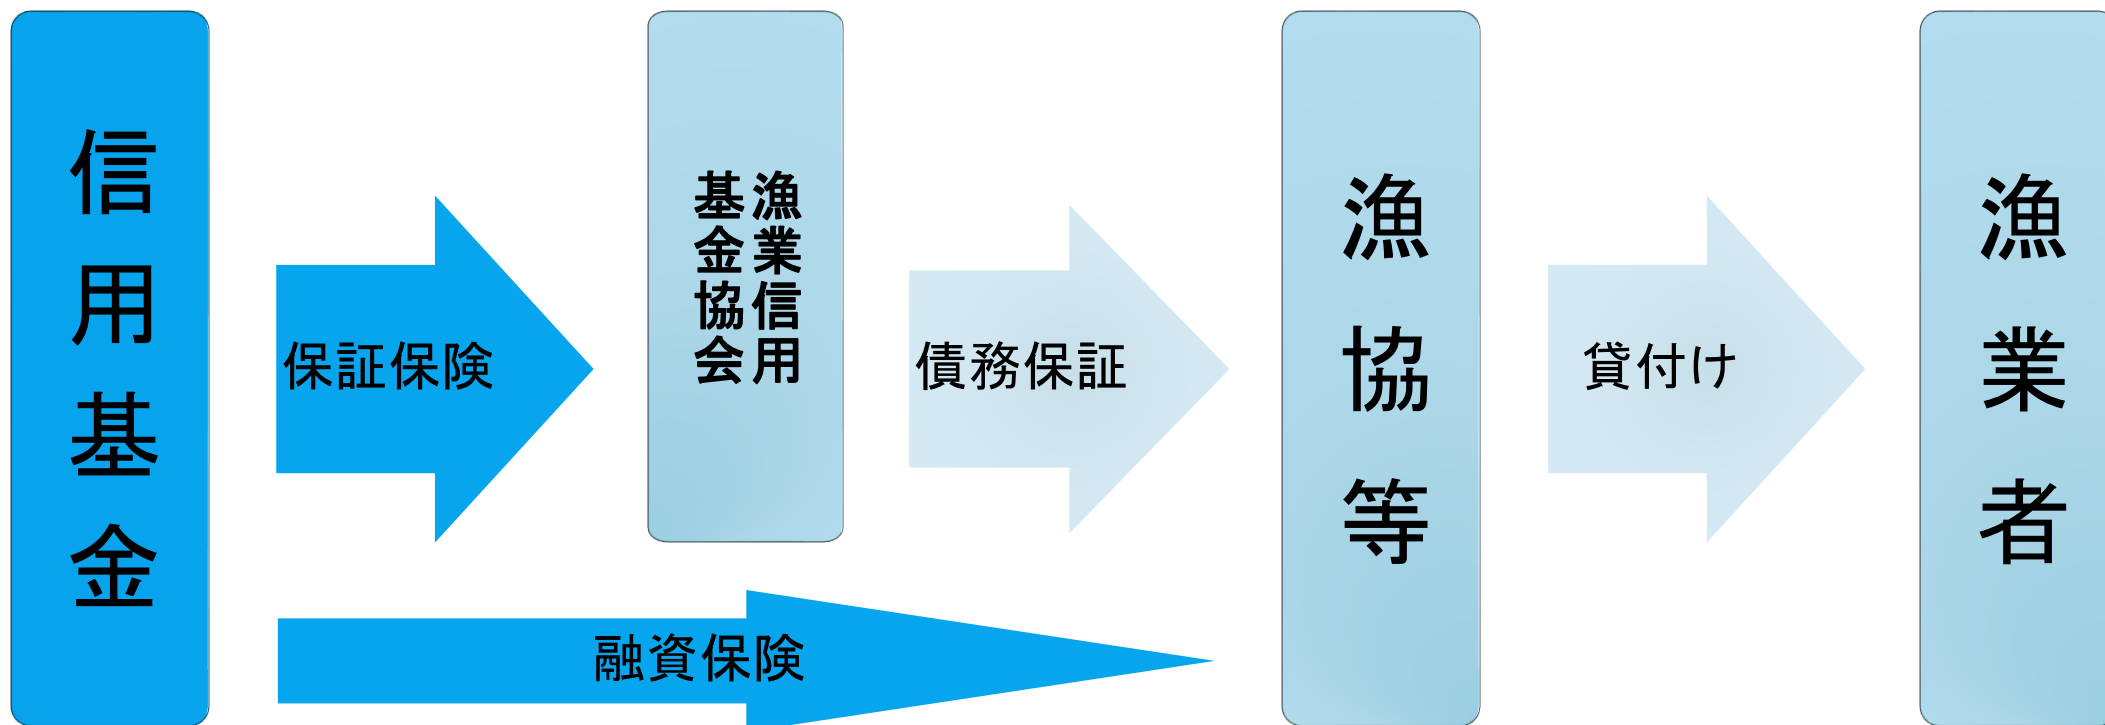 信用基金
保証保険
漁業信用
基金協会
債務保証
漁協等
貸付け
漁業者
融資保険